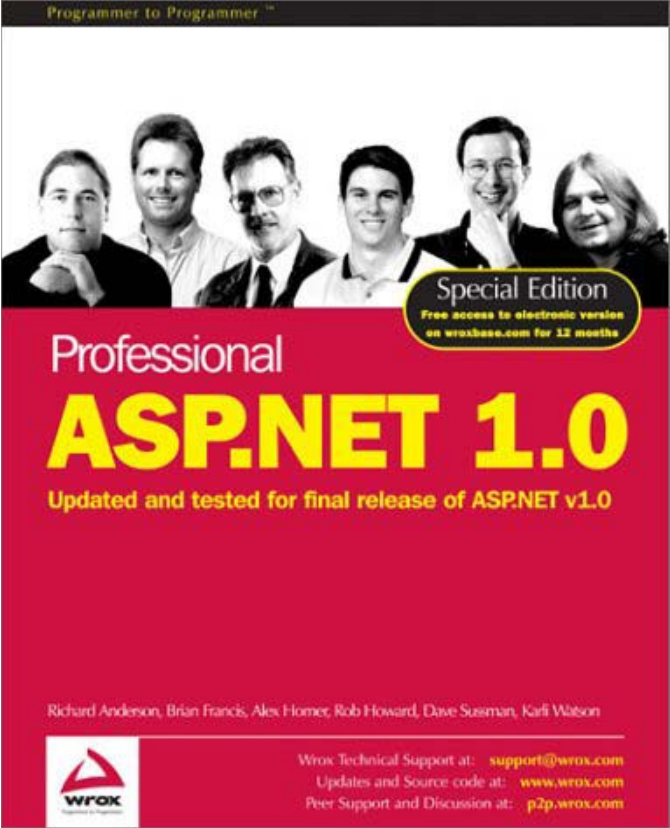 Programmer to Programmer ™
Special Edition
Free access to electronic version
on wroxbase.com for 12 months
Professional
ASP.NET 1.0
Updated and tested for final release of ASP.NET v1.0
Richard Anderson, Brian Francis, Alex Homer, Rob Howard, Dave Sussman, Karli Watson
wrox
Programmer to Programmer
Wrox Technical Support at: support@wrox.com
Updates and Source code at: www.wrox.com
Peer Support and Discussion at: p2p.wrox.com